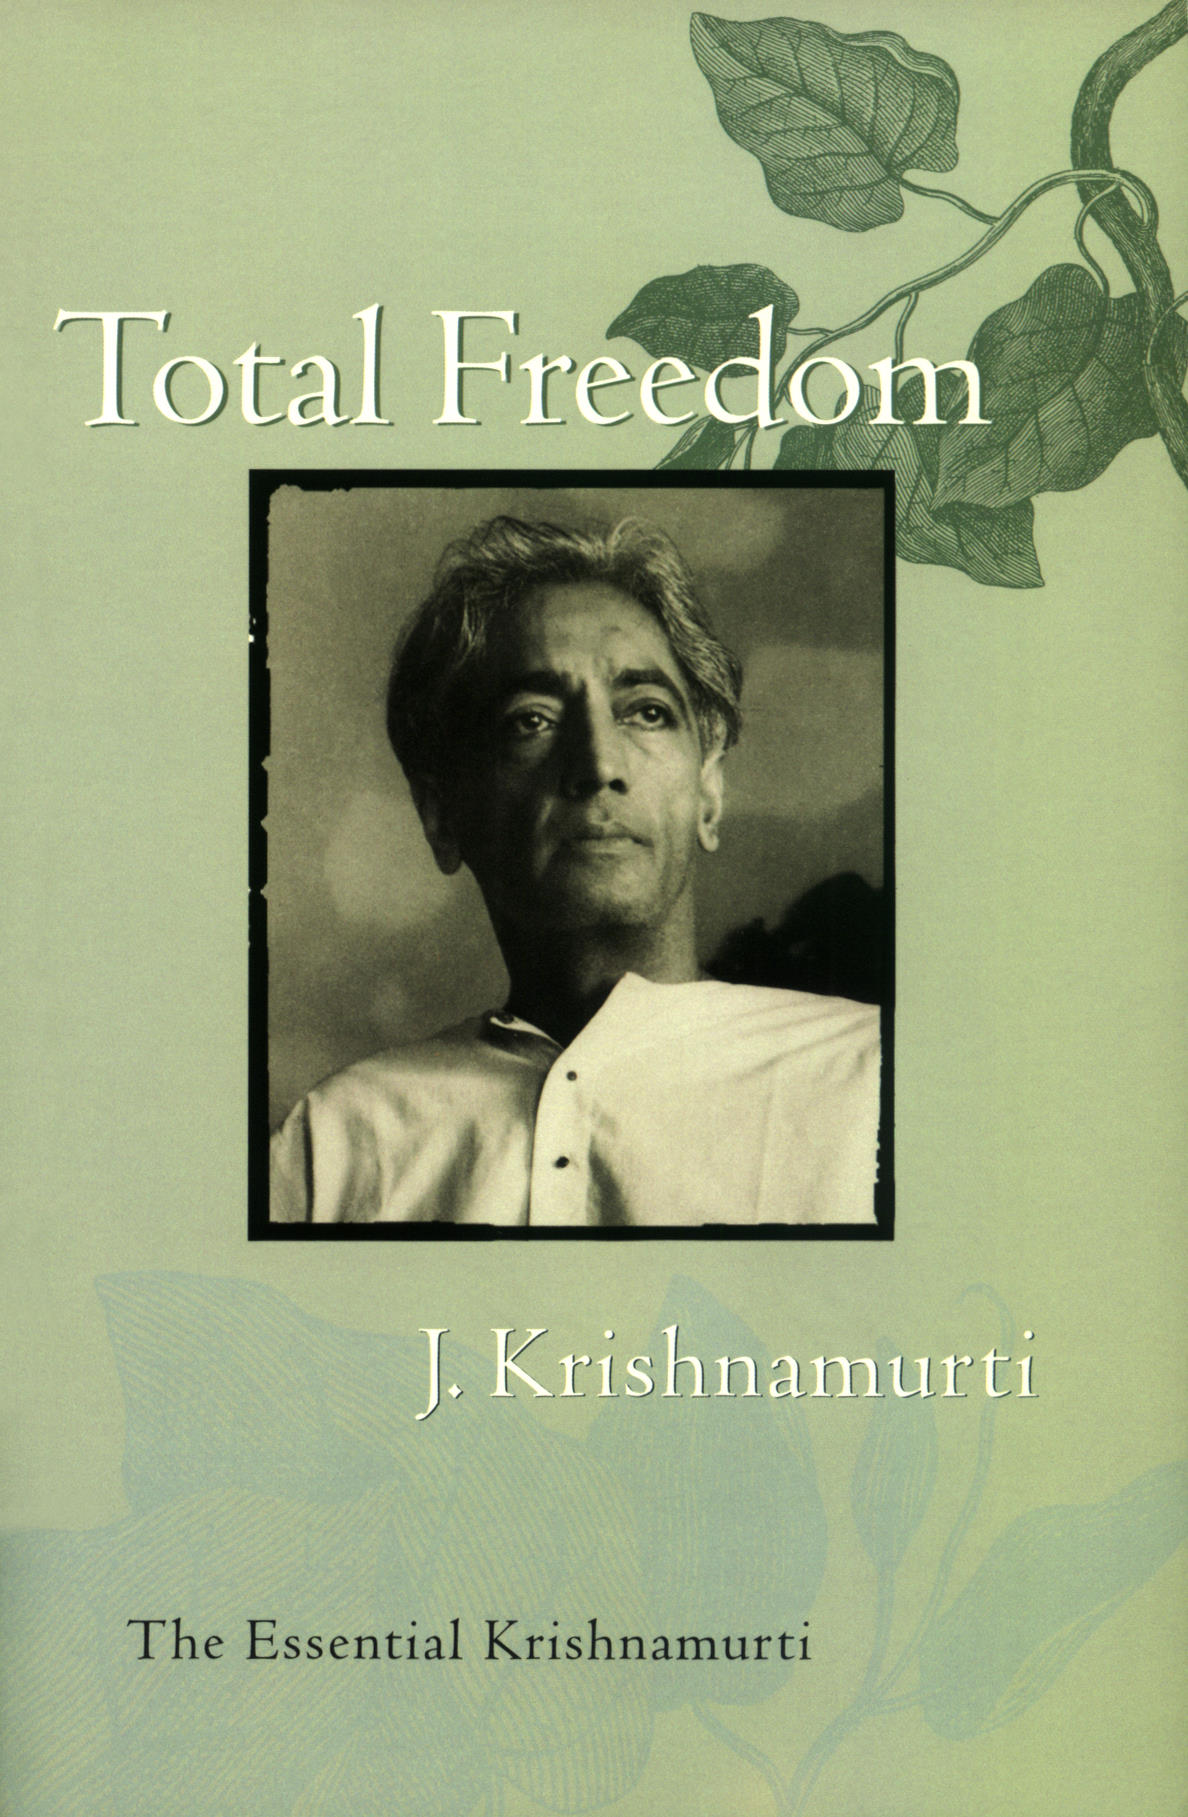 Total Freedom
J. Krishnamurti
The Essential Krishnamurti